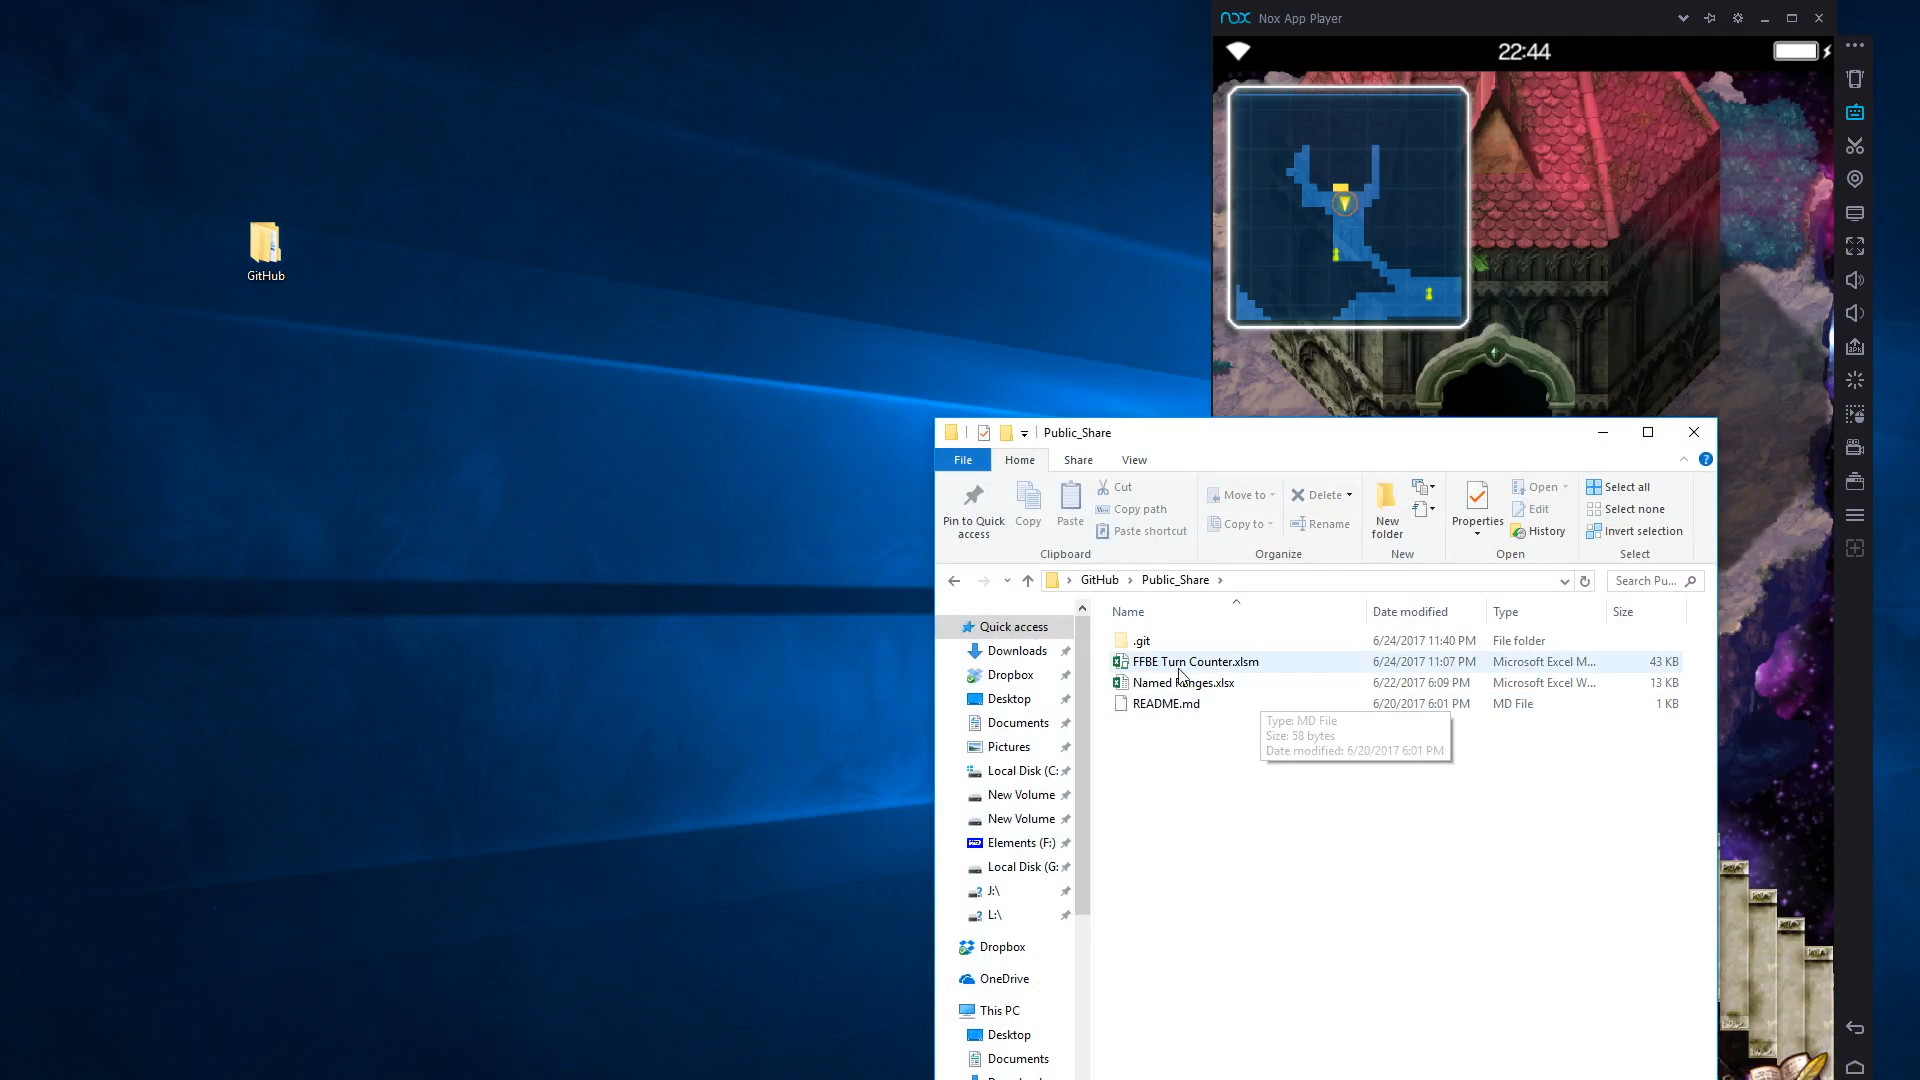 nox Nox App Player
22:44
GitHub
Public_Share
File Home Share View
Pin to Quick access
Copy
Paste
Cut
Copy path
Paste shortcut
Clipboard
Move to
Copy to
Delete
Rename
Organize
New folder
New
Properties
Open
Edit
History
Open
Select all
Select none
Invert selection
Select
GitHub Public_Share
Search Pu...
Name Date modified Type Size
.git 6/24/2017 11:40 PM File folder
FFBE Turn Counter.xlsm 6/24/2017 11:07 PM Microsoft Excel M... 43 KB
Named Ranges.xlsx 6/22/2017 6:09 PM Microsoft Excel W... 13 KB
README.md 6/20/2017 6:01 PM MD File 1 KB
Type: MD File
Size: 58 bytes
Date modified: 6/20/2017 6:01 PM
Quick access
Downloads
Dropbox
Desktop
Documents
Pictures
Local Disk (C:
New Volume
New Volume
Elements (F:)
Local Disk (G:
J:\
L:\
Dropbox
OneDrive
This PC
Desktop
Documents